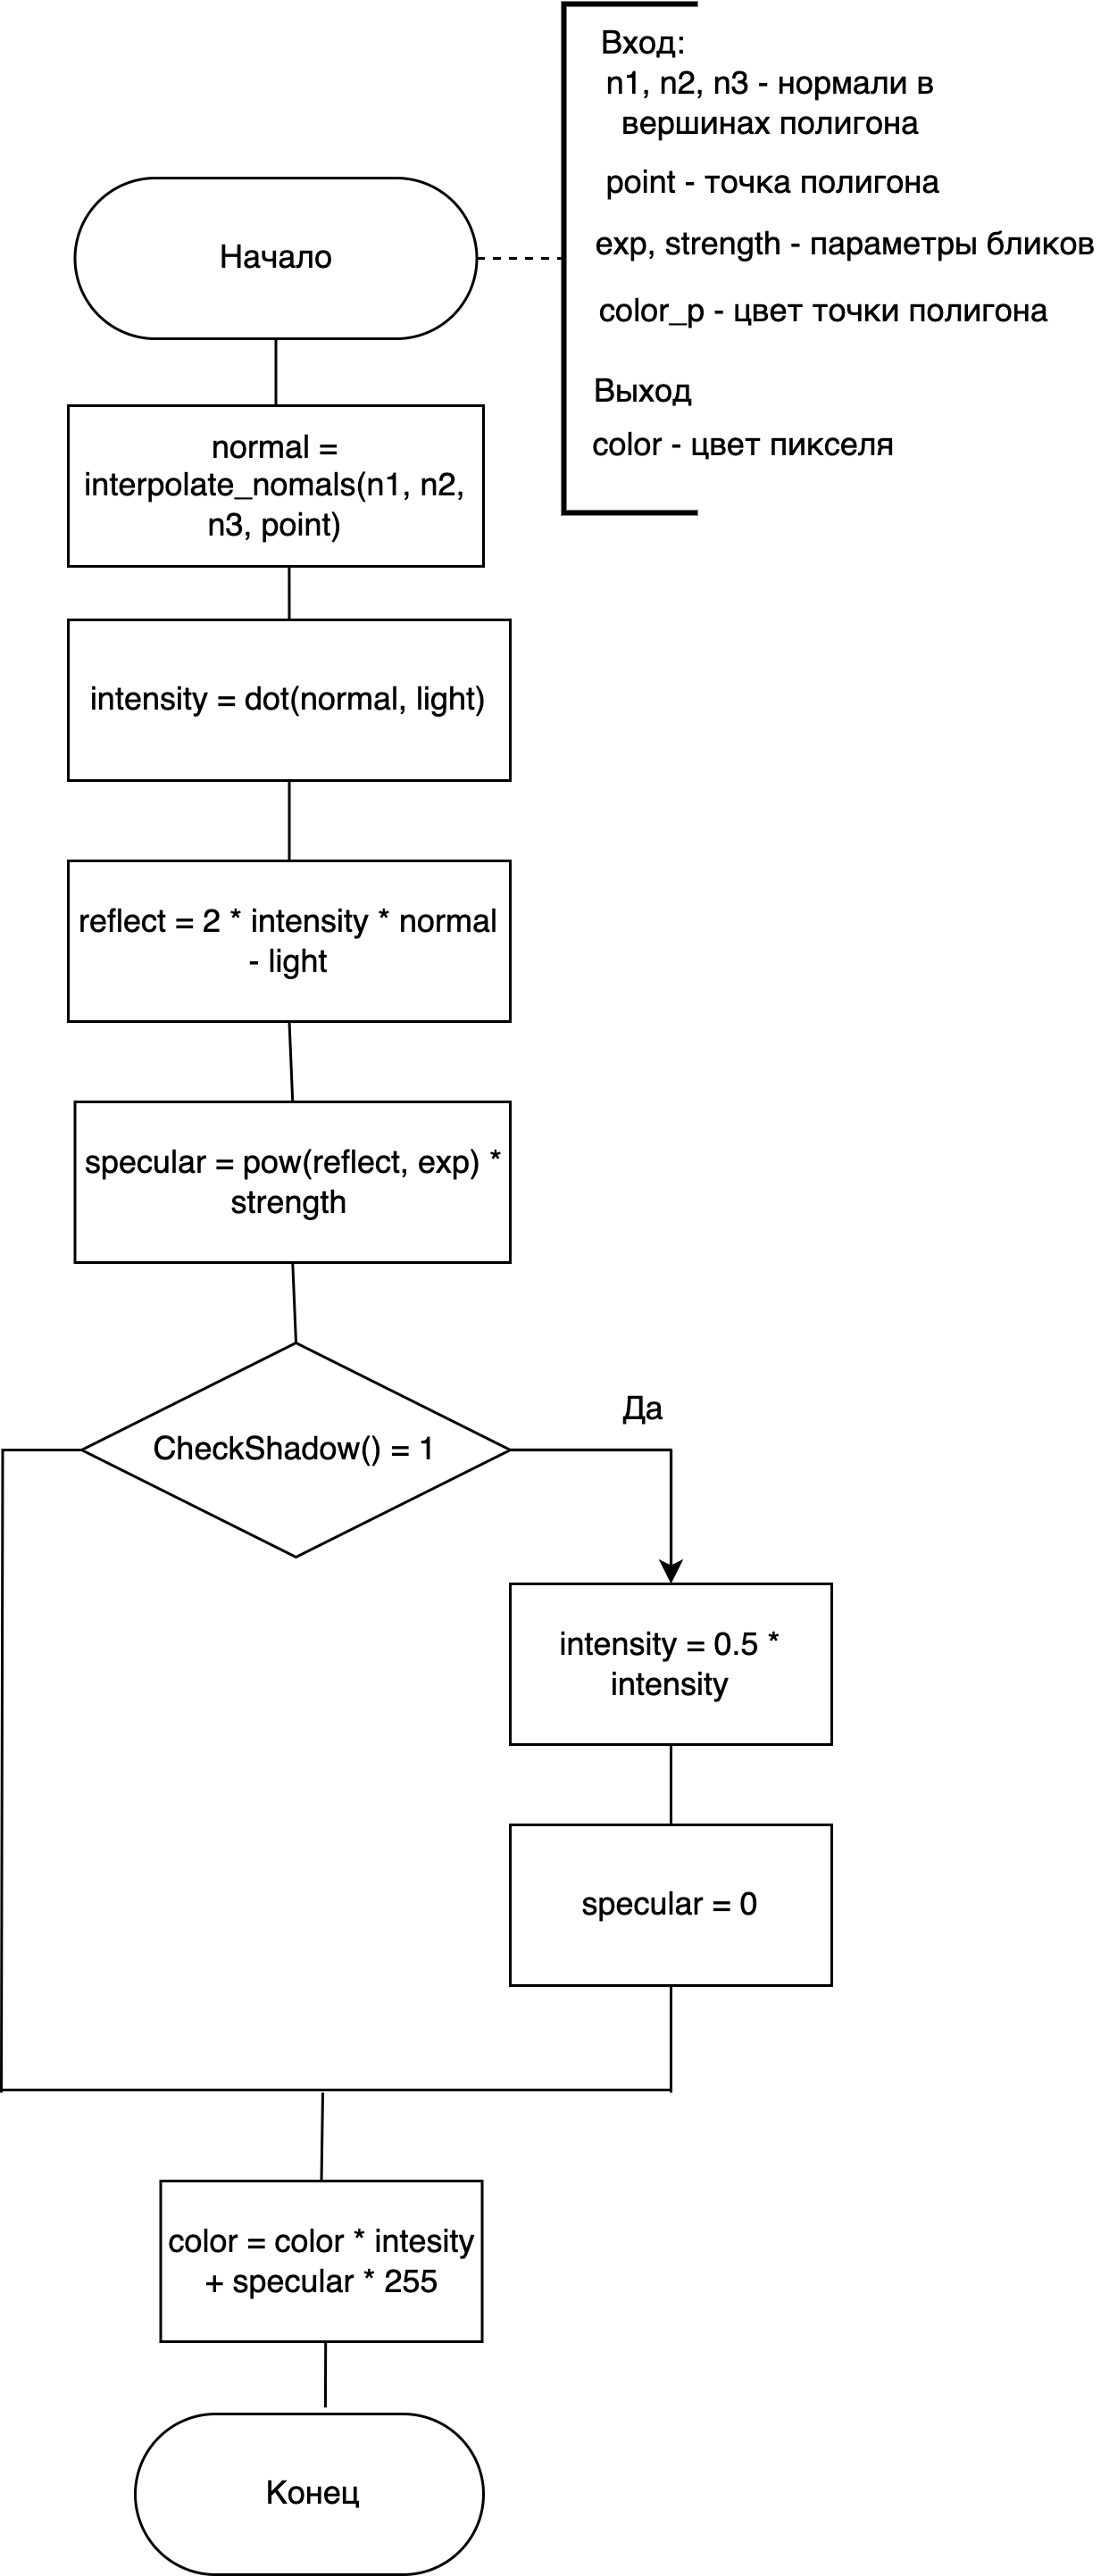 Вход:
n1, n2, n3 - нормали в
вершинах полигона
point - точка полигона
exp, strength - параметры бликов
color_p - цвет точки полигона
Выход
color - цвет пикселя
Начало
normal =
interpolate_nomals(n1, n2,
n3, point)
intensity = dot(normal, light)
reflect = 2 * intensity * normal
- light
specular = pow(reflect, exp) *
strength
CheckShadow() = 1
Да
intensity = 0.5 *
intensity
specular = 0
color = color * intesity
+ specular * 255
Конец